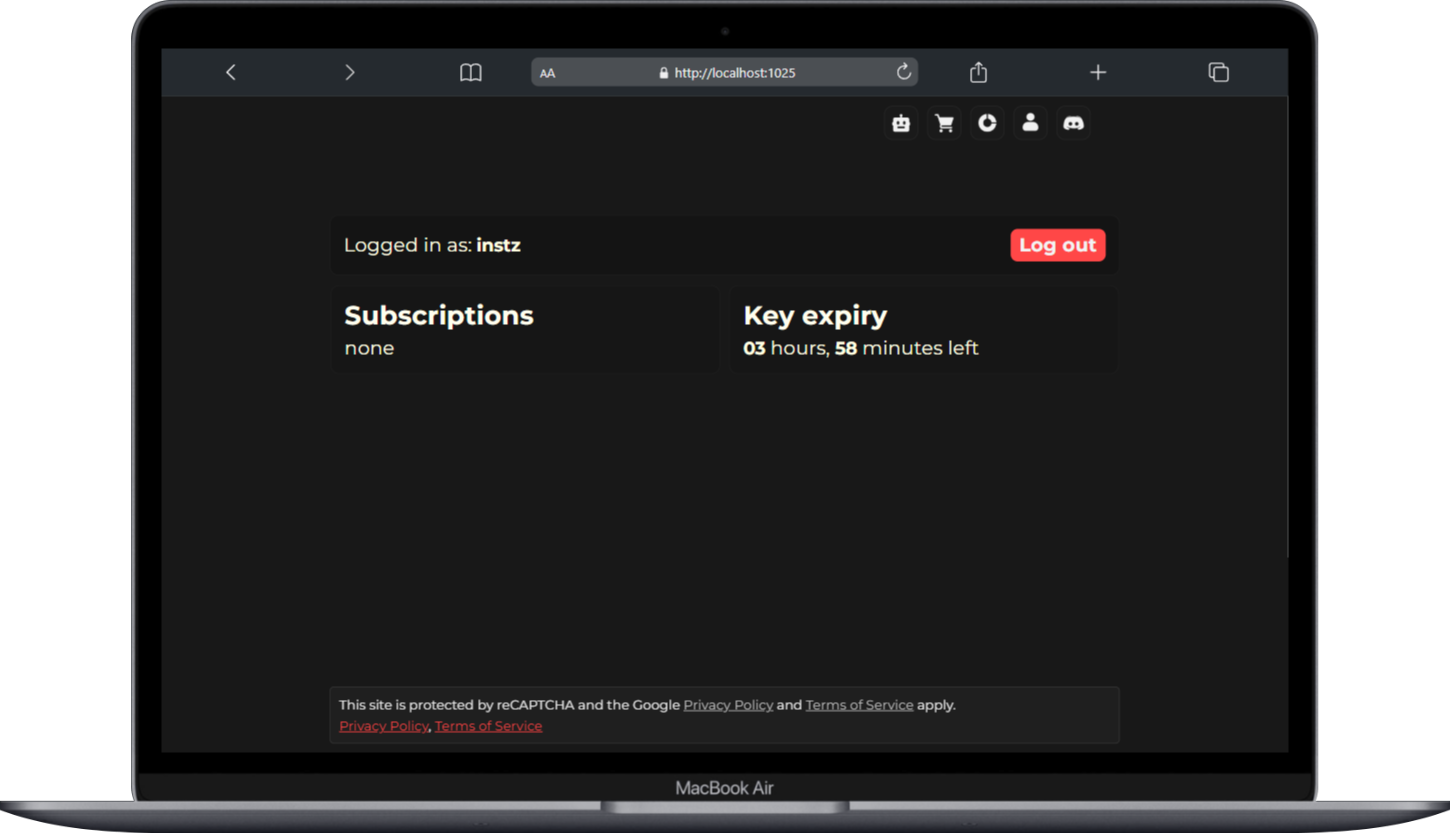 AA http://localhost:1025
Logged in as: instz Log out
Subscriptions
none
Key expiry
03 hours, 58 minutes left
This site is protected by reCAPTCHA and the Google Privacy Policy and Terms of Service apply.
Privacy Policy, Terms of Service
MacBook Air